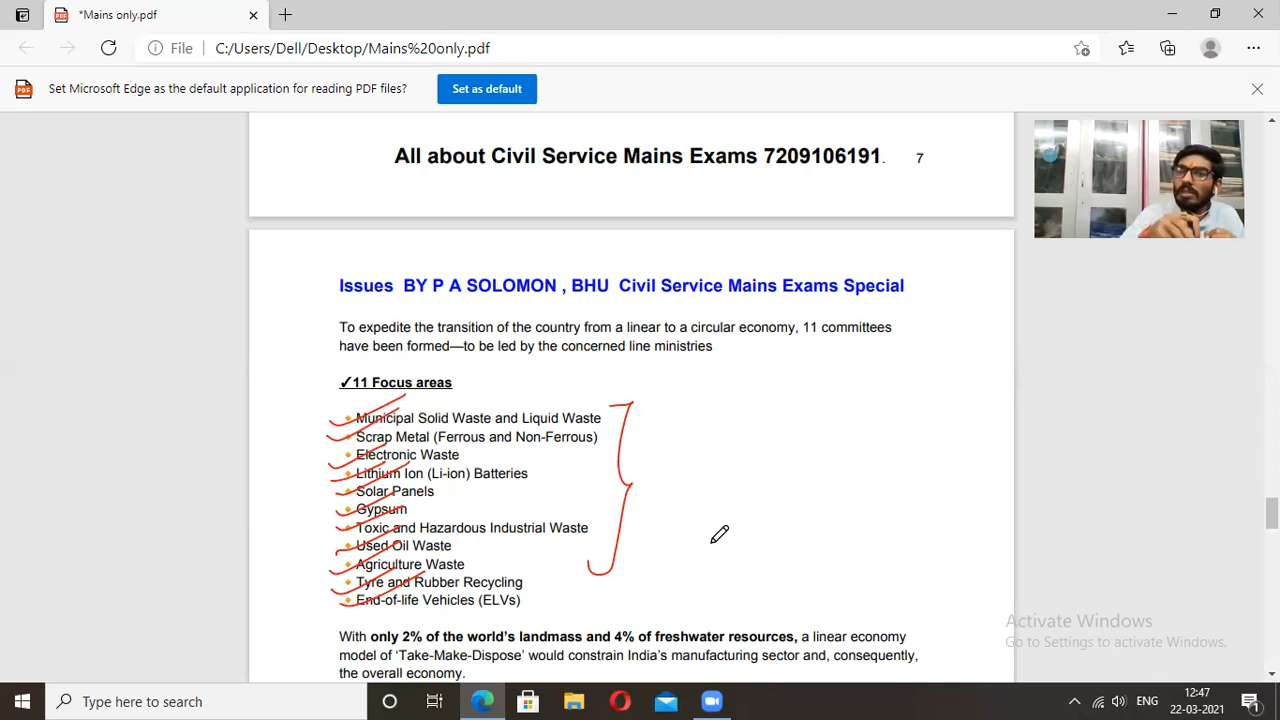 *Mains only.pdf
File
C:/Users/Dell/Desktop/Mains%20only.pdf
Set Microsoft Edge as the default application for reading PDF files?
Set as default
All about Civil Service Mains Exams 7209106191. 7
Issues BY P A SOLOMON , BHU Civil Service Mains Exams Special
To expedite the transition of the country from a linear to a circular economy, 11 committees
have been formed—to be led by the concerned line ministries
✓11 Focus areas
Municipal Solid Waste and Liquid Waste
Scrap Metal (Ferrous and Non-Ferrous)
Electronic Waste
Lithium Ion (Li-ion) Batteries
Solar Panels
Gypsum
Toxic and Hazardous Industrial Waste
Used Oil Waste
Agriculture Waste
Tyre and Rubber Recycling
End-of-life Vehicles (ELVs)
With only 2% of the world's landmass and 4% of freshwater resources, a linear economy
model of 'Take-Make-Dispose' would constrain India's manufacturing sector and, consequently,
the overall economy.
Activate Windows
Go to Settings to activate Windows.
Type here to search
ENG
12:47
22-03-2021